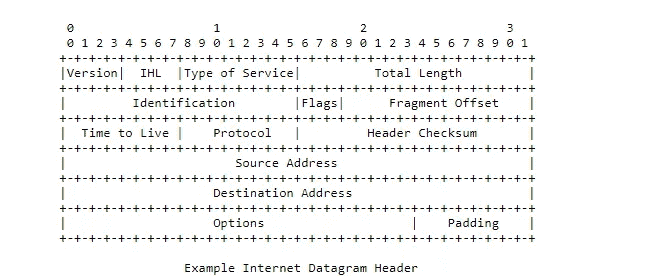 0                   1                   2                   3
 0 1 2 3 4 5 6 7 8 9 0 1 2 3 4 5 6 7 8 9 0 1 2 3 4 5 6 7 8 9 0 1
+-+-+-+-+-+-+-+-+-+-+-+-+-+-+-+-+-+-+-+-+-+-+-+-+-+-+-+-+-+-+-+-+
|Version|  IHL  |Type of Service|          Total Length         |
+-+-+-+-+-+-+-+-+-+-+-+-+-+-+-+-+-+-+-+-+-+-+-+-+-+-+-+-+-+-+-+-+
|         Identification        |Flags|      Fragment Offset    |
+-+-+-+-+-+-+-+-+-+-+-+-+-+-+-+-+-+-+-+-+-+-+-+-+-+-+-+-+-+-+-+-+
|  Time to Live |    Protocol   |         Header Checksum       |
+-+-+-+-+-+-+-+-+-+-+-+-+-+-+-+-+-+-+-+-+-+-+-+-+-+-+-+-+-+-+-+-+
|                       Source Address                          |
+-+-+-+-+-+-+-+-+-+-+-+-+-+-+-+-+-+-+-+-+-+-+-+-+-+-+-+-+-+-+-+-+
|                    Destination Address                        |
+-+-+-+-+-+-+-+-+-+-+-+-+-+-+-+-+-+-+-+-+-+-+-+-+-+-+-+-+-+-+-+-+
|                    Options                    |    Padding    |
+-+-+-+-+-+-+-+-+-+-+-+-+-+-+-+-+-+-+-+-+-+-+-+-+-+-+-+-+-+-+-+-+
Example Internet Datagram Header